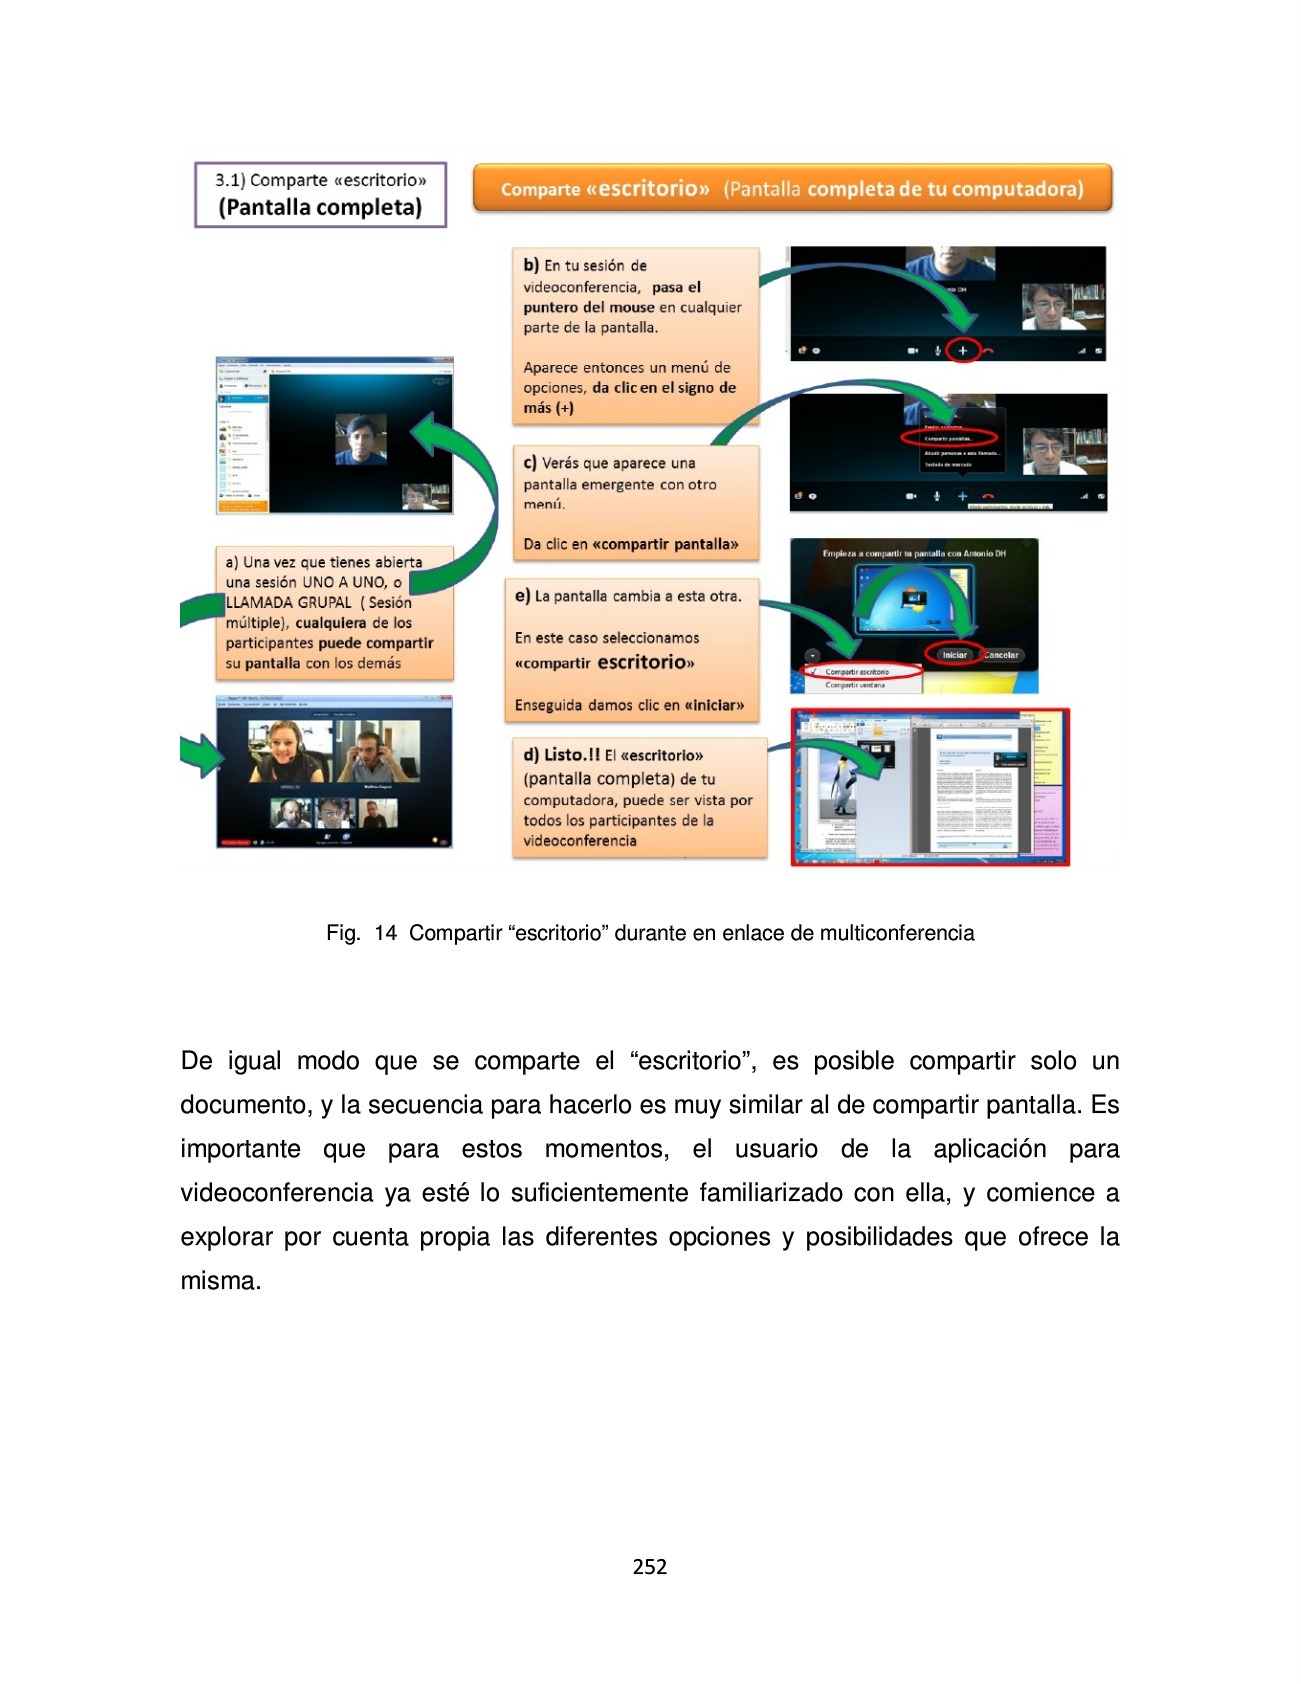 3.1) Comparte «escritorio»
(Pantalla completa)
Comparte «escritorio» (Pantalla completa de tu computadora)
b) En tu sesión de
videoconferencia, pasa el
puntero del mouse en cualquier
parte de la pantalla.
Aparece entonces un menú de
opciones, da clic en el signo de
más (+)
c) Verás que aparece una
pantalla emergente con otro
menú.
Da clic en «compartir pantalla»
Compartir pantallas...
Añadir personas a esta llamada...
Teclado de marcado
a) Una vez que tienes abierta
una sesión UNO A UNO, o
LLAMADA GRUPAL ( Sesión
múltiple), cualquiera de los
participantes puede compartir
su pantalla con los demás
e) La pantalla cambia a esta otra.
En este caso seleccionamos
«compartir escritorio»
Enseguida damos clic en «iniciar»
Empieza a compartir tu pantalla con Antonio DH
Iniciar
Cancelar
Compartir escritorio
Compartir ventana
d) Listo.!! El «escritorio»
(pantalla completa) de tu
computadora, puede ser vista por
todos los participantes de la
videoconferencia
Fig. 14 Compartir “escritorio” durante en enlace de multiconferencia
De igual modo que se comparte el “escritorio”, es posible compartir solo un
documento, y la secuencia para hacerlo es muy similar al de compartir pantalla. Es
importante que para estos momentos, el usuario de la aplicación para
videoconferencia ya esté lo suficientemente familiarizado con ella, y comience a
explorar por cuenta propia las diferentes opciones y posibilidades que ofrece la
misma.
252